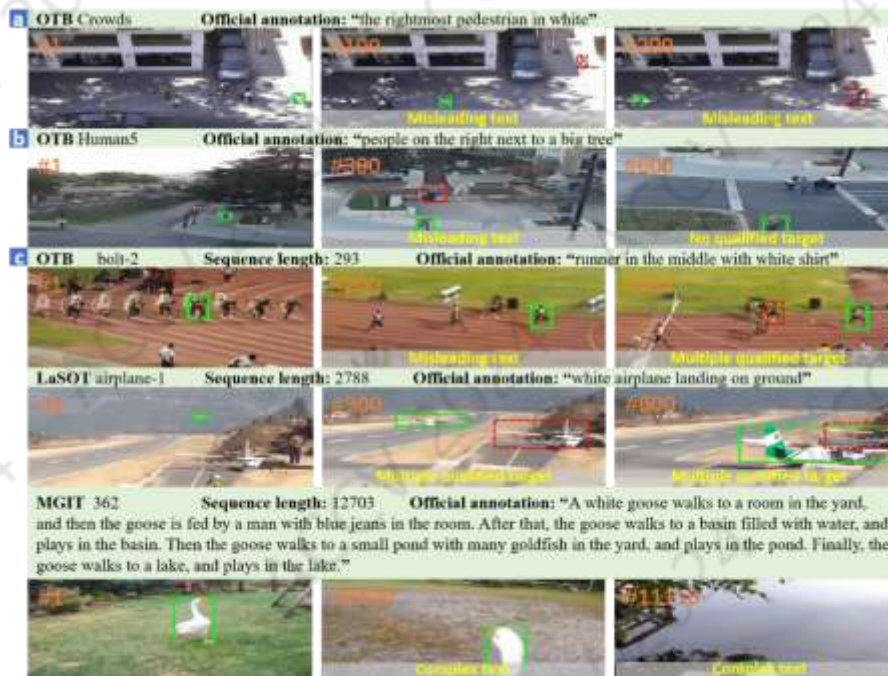 a OTB Crowds Official annotation: “the rightmost pedestrian in white”
#1 #100 #200
Misleading text Misleading text
b OTB Human5 Official annotation: “people on the right next to a big tree”
#1 #300
Misleading text No qualified target
c OTB bolt-2 Sequence length: 293 Official annotation: “runner in the middle with white shirt”
Misleading text Multiple qualified target
LaSOT airplane-1 Sequence length: 2788 Official annotation: “white airplane landing on ground”
Multiple qualified target Multiple qualified target
MGIT 362 Sequence length: 12703 Official annotation: “A white goose walks to a room in the yard,
and then the goose is fed by a man with blue jeans in the room. After that, the goose walks to a basin filled with water, and
plays in the basin. Then the goose walks to a small pond with many goldfish in the yard, and plays in the pond. Finally, the
goose walks to a lake, and plays in the lake.”
#1
Complex text Complex text